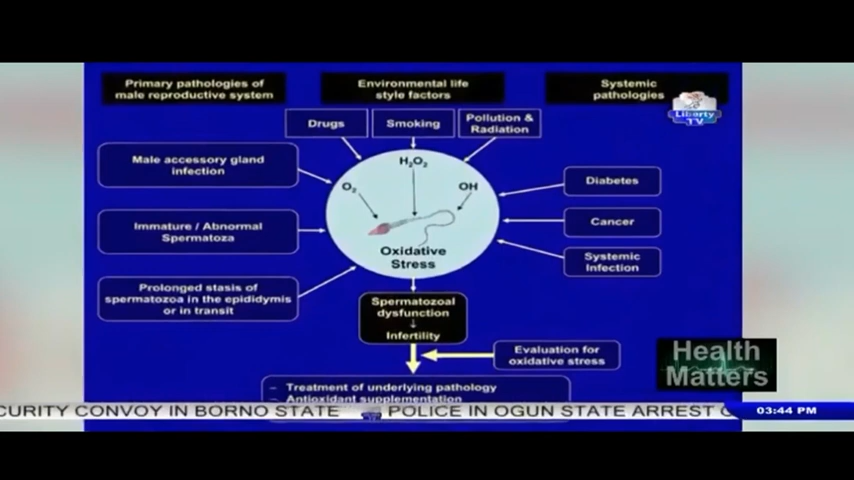 Primary pathologies of
male reproductive system
Environmental life
style factors
Systemic
pathologies
Liberty
TV
Drugs
Smoking
Pollution &
Radiation
Male accessory gland
infection
H₂O₂
O₂
OH
Diabetes
Immature / Abnormal
Spermatoza
Cancer
Oxidative
Stress
Systemic
Infection
Prolonged stasis of
spermatozoa in the epididymis
or in transit
Spermatozoal
dysfunction
↓
Infertility
Evaluation for
oxidative stress
Health
Matters
– Treatment of underlying pathology
– Antioxidant supplementation
CURITY CONVOY IN BORNO STATE POLICE IN OGUN STATE ARREST
03:44 PM